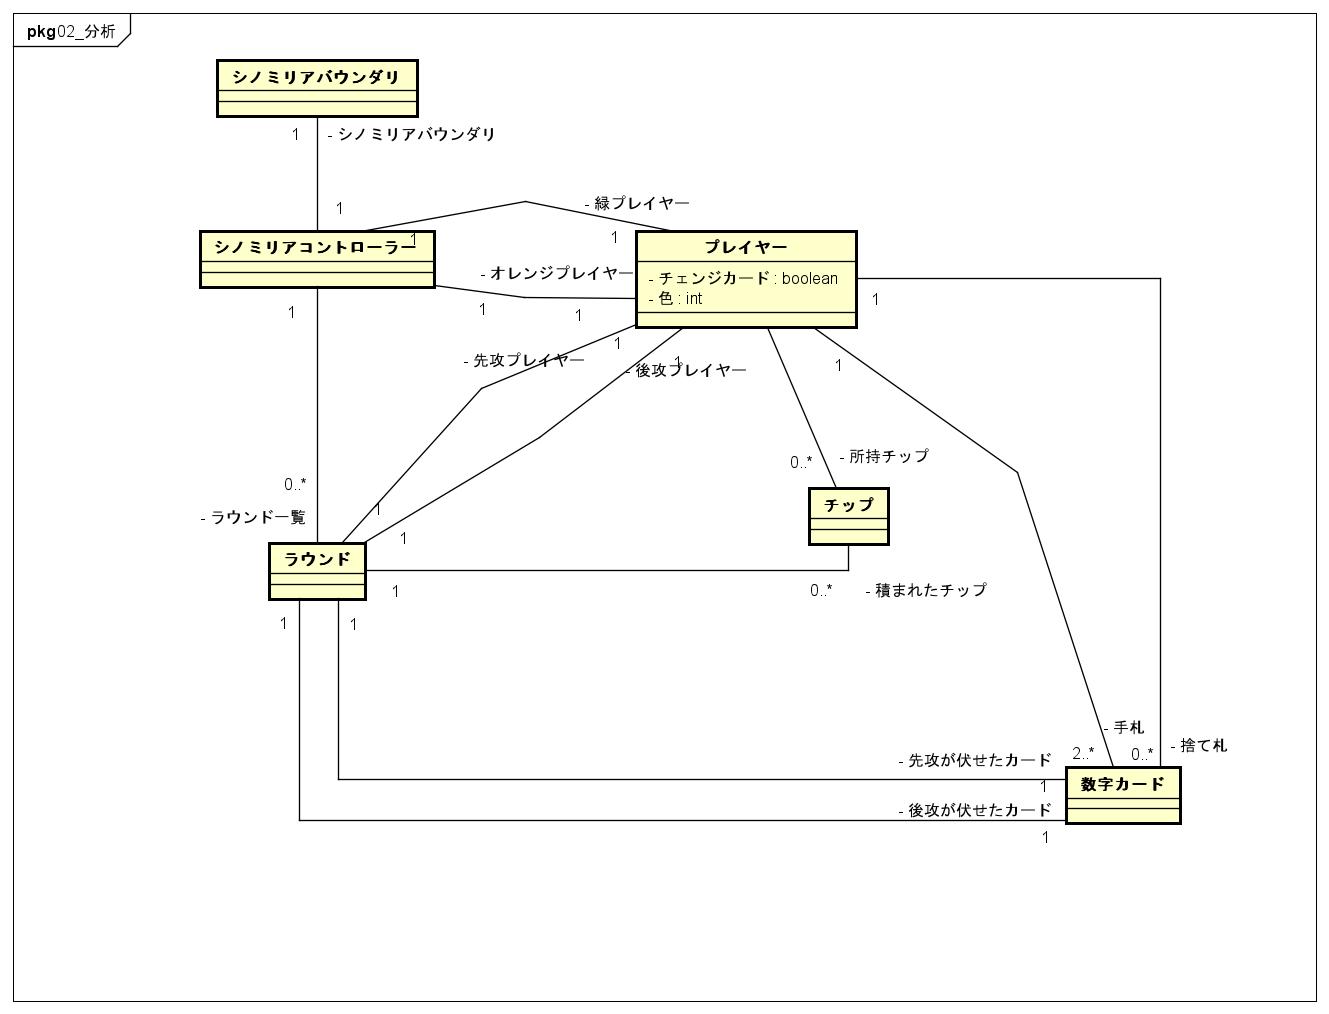 pkg 02_分析
シノミリアバウンダリ
1
- シノミリアバウンダリ
1
- 緑プレイヤー
1
1
シノミリアコントローラー
プレイヤー
- オレンジプレイヤー
- チェンジカード : boolean
- 色 : int
1
1
1
1
1
- 先攻プレイヤー
1
- 後攻プレイヤー
1
0..*
- 所持チップ
0..*
チップ
- ラウンド一覧
1
1
ラウンド
1
0..*
- 積まれたチップ
1
1
- 手札
2..*
0..*
- 捨て札
- 先攻が伏せたカード
1
数字カード
- 後攻が伏せたカード
1